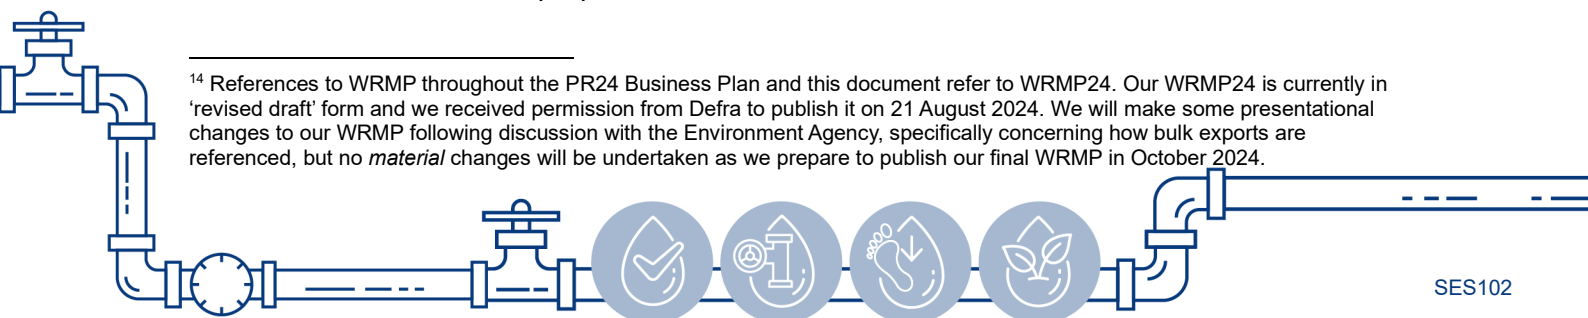 14 References to WRMP throughout the PR24 Business Plan and this document refer to WRMP24. Our WRMP24 is currently in
‘revised draft’ form and we received permission from Defra to publish it on 21 August 2024. We will make some presentational
changes to our WRMP following discussion with the Environment Agency, specifically concerning how bulk exports are
referenced, but no material changes will be undertaken as we prepare to publish our final WRMP in October 2024.
SES102